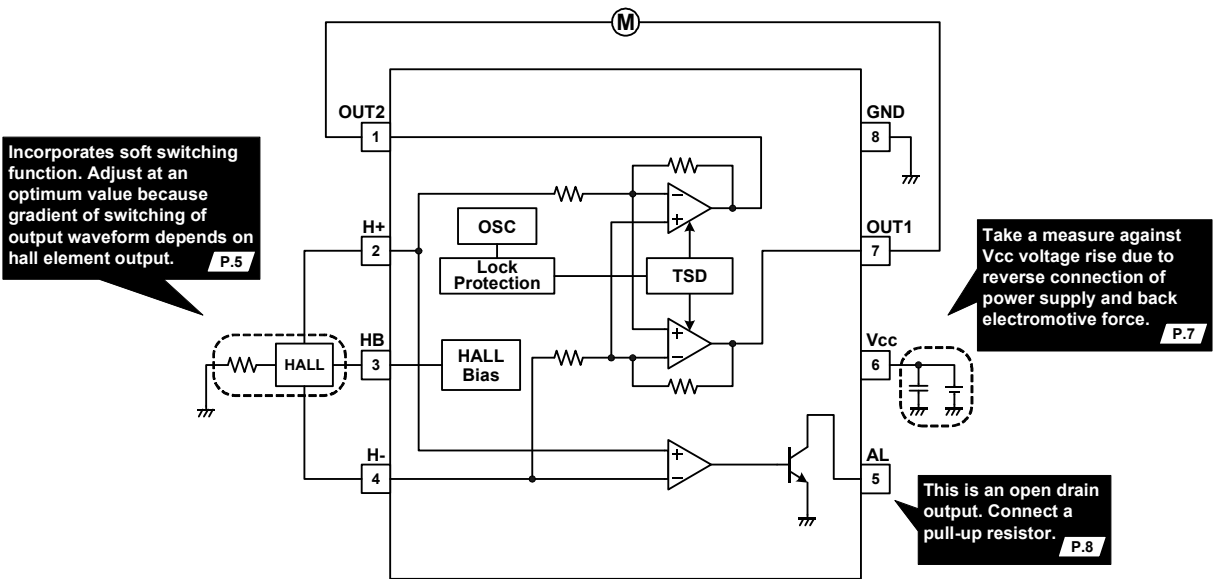 M
OUT2
1
GND
8
Incorporates soft switching
function. Adjust at an
optimum value because
gradient of switching of
output waveform depends on
hall element output.
P.5
H+
2
OSC
Lock
Protection
TSD
−
+
+
−
OUT1
7
Take a measure against
Vcc voltage rise due to
reverse connection of
power supply and back
electromotive force.
P.7
HALL
HB
3
HALL
Bias
Vcc
6
H-
4
+
−
AL
5
This is an open drain
output. Connect a
pull-up resistor.
P.8